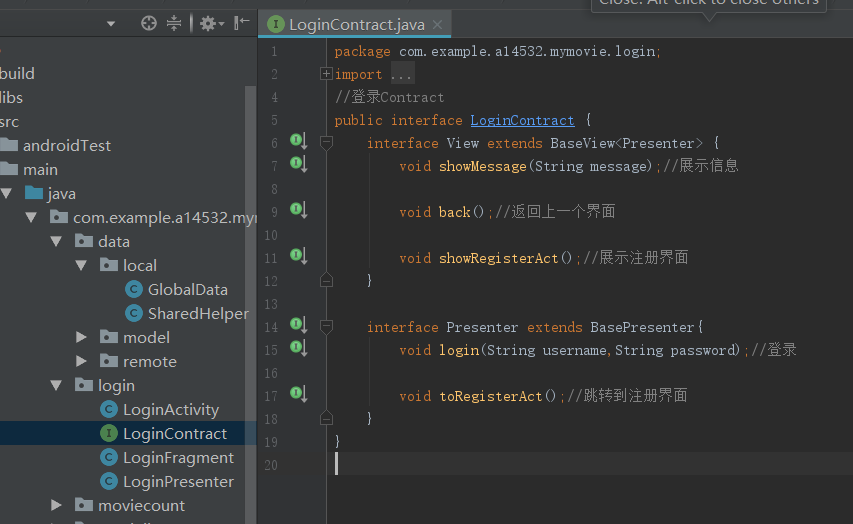 Close. Alt-click to close others
LoginContract.java
build
libs
src
androidTest
main
java
com.example.a14532.my
data
local
GlobalData
SharedHelper
model
remote
login
LoginActivity
LoginContract
LoginFragment
LoginPresenter
moviecount
1 package com.example.a14532.mymovie.login;
2 import ...
4 //登录Contract
5 public interface LoginContract {
6 interface View extends BaseView<Presenter> {
7 void showMessage(String message);//展示信息
8
9 void back();//返回上一个界面
10
11 void showRegisterAct();//展示注册界面
12 }
13
14 interface Presenter extends BasePresenter{
15 void login(String username,String password);//登录
16
17 void toRegisterAct();//跳转到注册界面
18 }
19 }
20